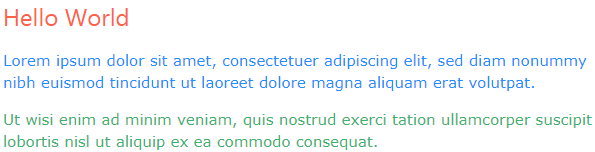 Hello World
Lorem ipsum dolor sit amet, consectetuer adipiscing elit, sed diam nonummy
nibh euismod tincidunt ut laoreet dolore magna aliquam erat volutpat.
Ut wisi enim ad minim veniam, quis nostrud exerci tation ullamcorper suscipit
lobortis nisl ut aliquip ex ea commodo consequat.